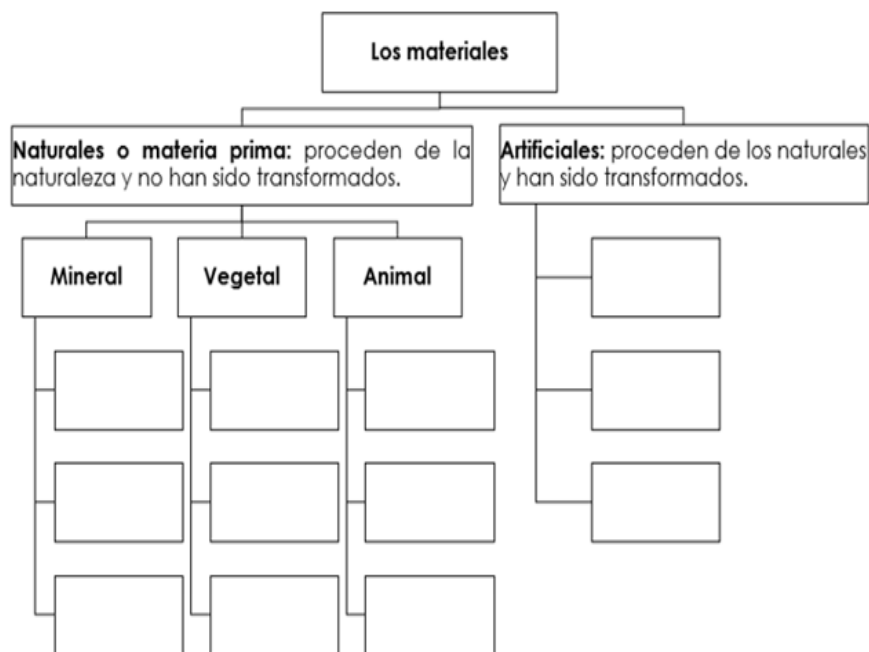 Los materiales
Naturales o materia prima: proceden de la
naturaleza y no han sido transformados.
Artificiales: proceden de los naturales
y han sido transformados.
Mineral
Vegetal
Animal